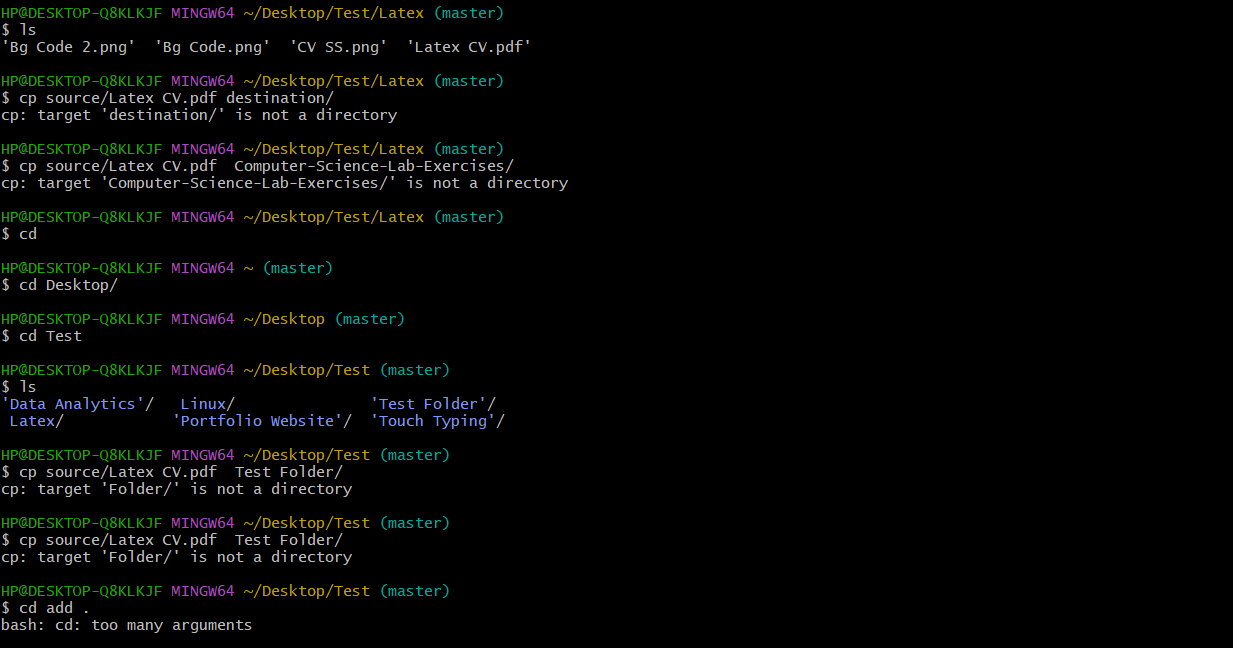 HP@DESKTOP-Q8KLKJF MINGW64 ~/Desktop/Test/Latex (master)
$ ls
'Bg Code 2.png'  'Bg Code.png'  'CV SS.png'  'Latex CV.pdf'
HP@DESKTOP-Q8KLKJF MINGW64 ~/Desktop/Test/Latex (master)
$ cp source/Latex CV.pdf destination/
cp: target 'destination/' is not a directory
HP@DESKTOP-Q8KLKJF MINGW64 ~/Desktop/Test/Latex (master)
$ cp source/Latex CV.pdf  Computer-Science-Lab-Exercises/
cp: target 'Computer-Science-Lab-Exercises/' is not a directory
HP@DESKTOP-Q8KLKJF MINGW64 ~/Desktop/Test/Latex (master)
$ cd
HP@DESKTOP-Q8KLKJF MINGW64 ~ (master)
$ cd Desktop/
HP@DESKTOP-Q8KLKJF MINGW64 ~/Desktop (master)
$ cd Test
HP@DESKTOP-Q8KLKJF MINGW64 ~/Desktop/Test (master)
$ ls
'Data Analytics'/   Linux/               'Test Folder'/
 Latex/            'Portfolio Website'/  'Touch Typing'/
HP@DESKTOP-Q8KLKJF MINGW64 ~/Desktop/Test (master)
$ cp source/Latex CV.pdf  Test Folder/
cp: target 'Folder/' is not a directory
HP@DESKTOP-Q8KLKJF MINGW64 ~/Desktop/Test (master)
$ cp source/Latex CV.pdf  Test Folder/
cp: target 'Folder/' is not a directory
HP@DESKTOP-Q8KLKJF MINGW64 ~/Desktop/Test (master)
$ cd add .
bash: cd: too many arguments